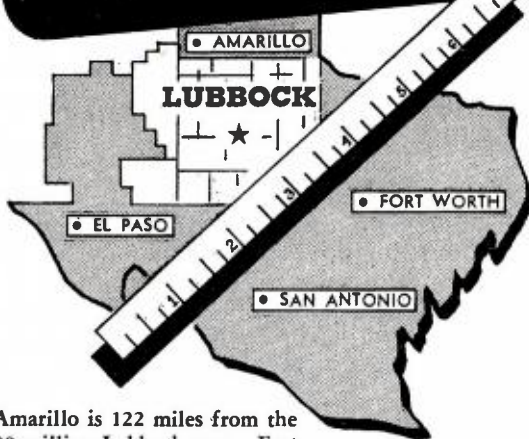 AMARILLO
LUBBOCK
EL PASO
FORT WORTH
SAN ANTONIO
1
2
3
4
5
6
Amarillo is 122 miles from the